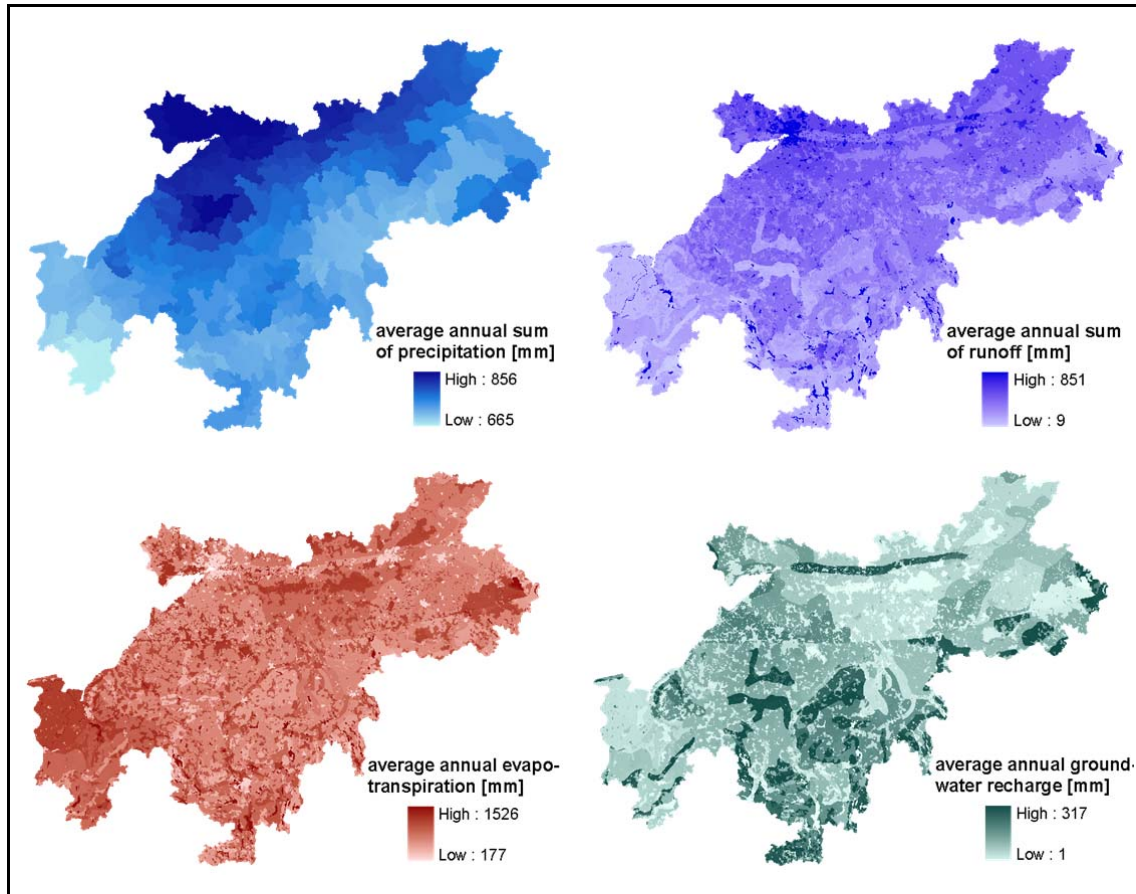 average annual sum
of precipitation [mm]
High : 856
Low : 665
average annual sum
of runoff [mm]
High : 851
Low : 9
average annual evapo-
transpiration [mm]
High : 1526
Low : 177
average annual ground-
water recharge [mm]
High : 317
Low : 1